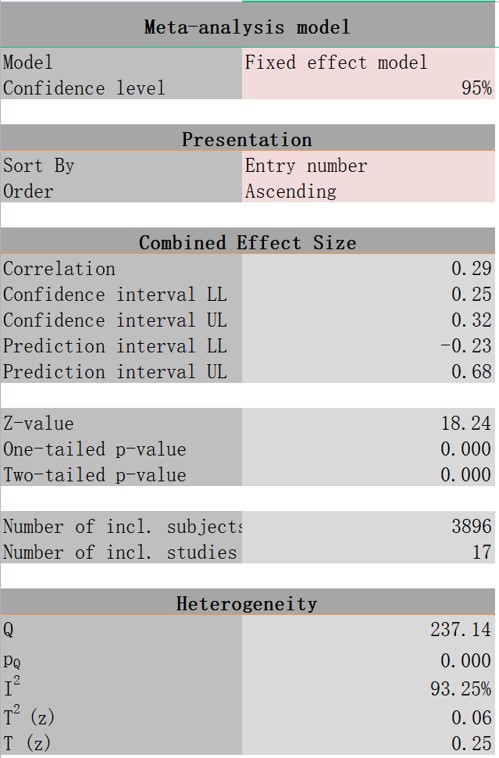 Meta-analysis model
Model Fixed effect model
Confidence level 95%
Presentation
Sort By Entry number
Order Ascending
Combined Effect Size
Correlation 0.29
Confidence interval LL 0.25
Confidence interval UL 0.32
Prediction interval LL -0.23
Prediction interval UL 0.68
Z-value 18.24
One-tailed p-value 0.000
Two-tailed p-value 0.000
Number of incl. subjects 3896
Number of incl. studies 17
Heterogeneity
Q 237.14
pQ 0.000
I² 93.25%
T² (z) 0.06
T (z) 0.25